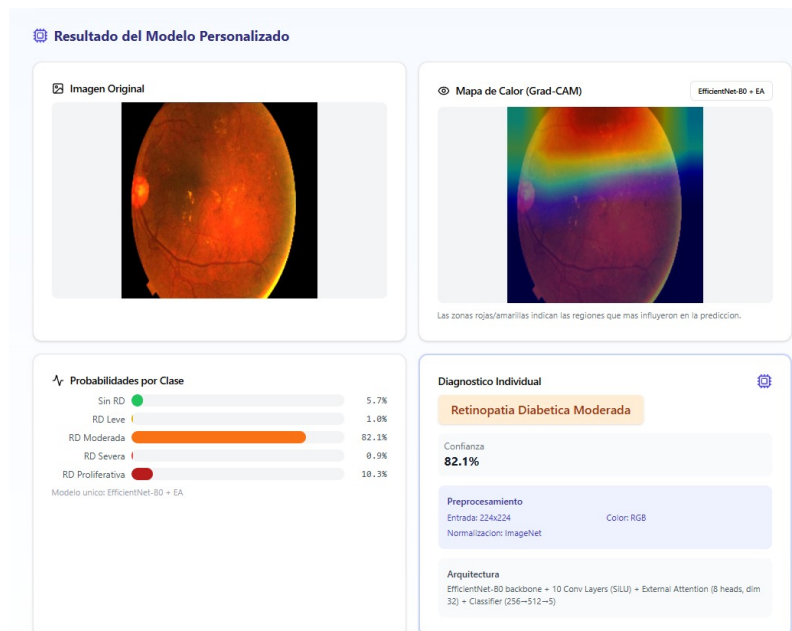 Resultado del Modelo Personalizado
Imagen Original
Mapa de Calor (Grad-CAM)
EfficientNet-B0 + EA
Las zonas rojas/amarillas indican las regiones que mas influyeron en la prediccion.
Probabilidades por Clase
Sin RD 5.7%
RD Leve 1.0%
RD Moderada 82.1%
RD Severa 0.9%
RD Proliferativa 10.3%
Modelo unico: EfficientNet-B0 + EA
Diagnostico Individual
Retinopatia Diabetica Moderada
Confianza
82.1%
Preprocesamiento
Entrada: 224x224 Color: RGB
Normalizacion: ImageNet
Arquitectura
EfficientNet-B0 backbone + 10 Conv Layers (SiLU) + External Attention (8 heads, dim
32) + Classifier (256→512→5)